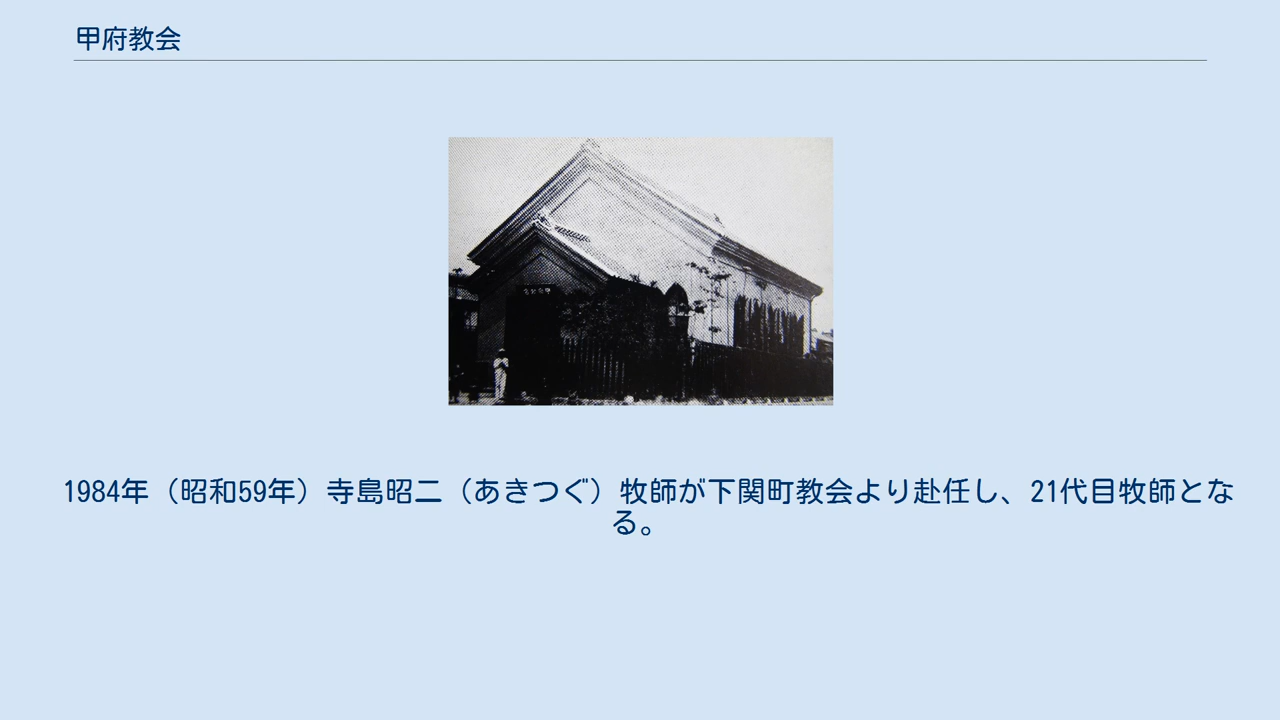 甲府教会
1984年（昭和59年）寺島昭二（あきつぐ）牧師が下関町教会より赴任し、21代目牧師とな
る。